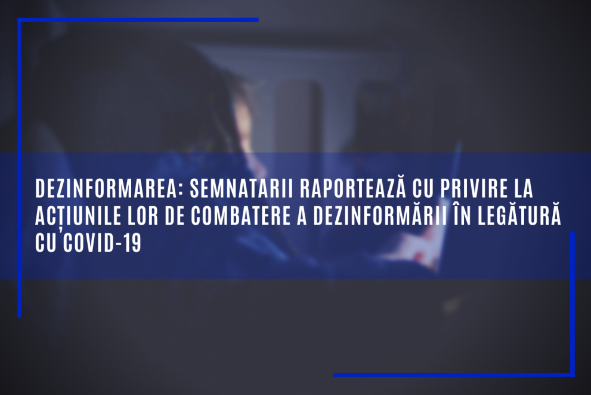 DEZINFORMAREA: SEMNATARII RAPORTEAZĂ CU PRIVIRE LA
ACȚIUNILE LOR DE COMBATERE A DEZINFORMĂRII ÎN LEGĂTURĂ
CU COVID-19